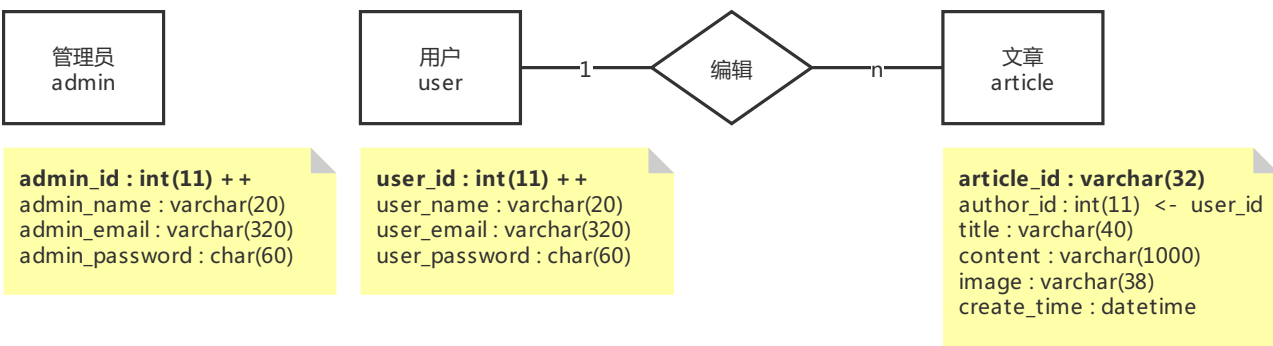 管理员
admin
用户
user
1
编辑
n
文章
article
admin_id : int(11) ++
admin_name : varchar(20)
admin_email : varchar(320)
admin_password : char(60)
user_id : int(11) ++
user_name : varchar(20)
user_email : varchar(320)
user_password : char(60)
article_id : varchar(32)
author_id : int(11) <- user_id
title : varchar(40)
content : varchar(1000)
image : varchar(38)
create_time : datetime